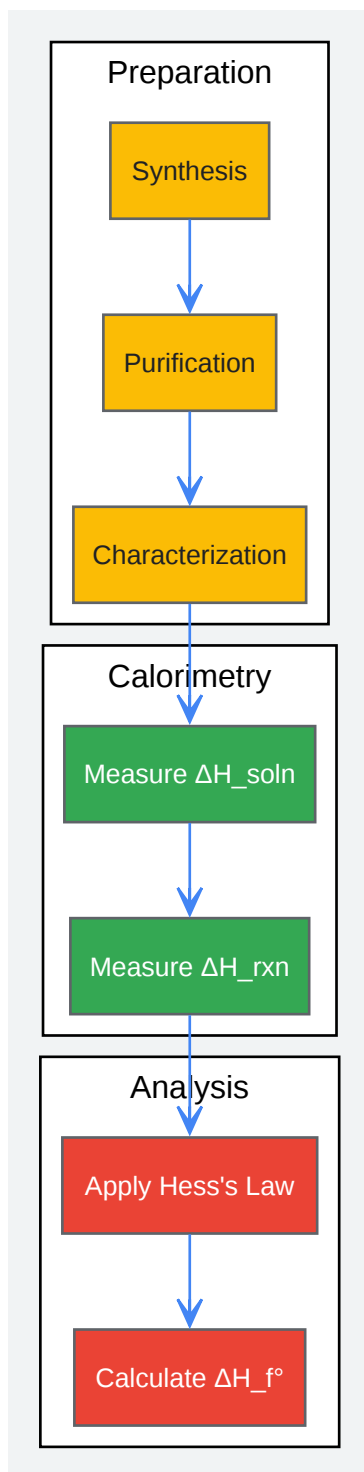 Preparation
Synthesis
Purification
Characterization
Calorimetry
Measure ΔH_soln
Measure ΔH_rxn
Analysis
Apply Hess's Law
Calculate ΔH_f°